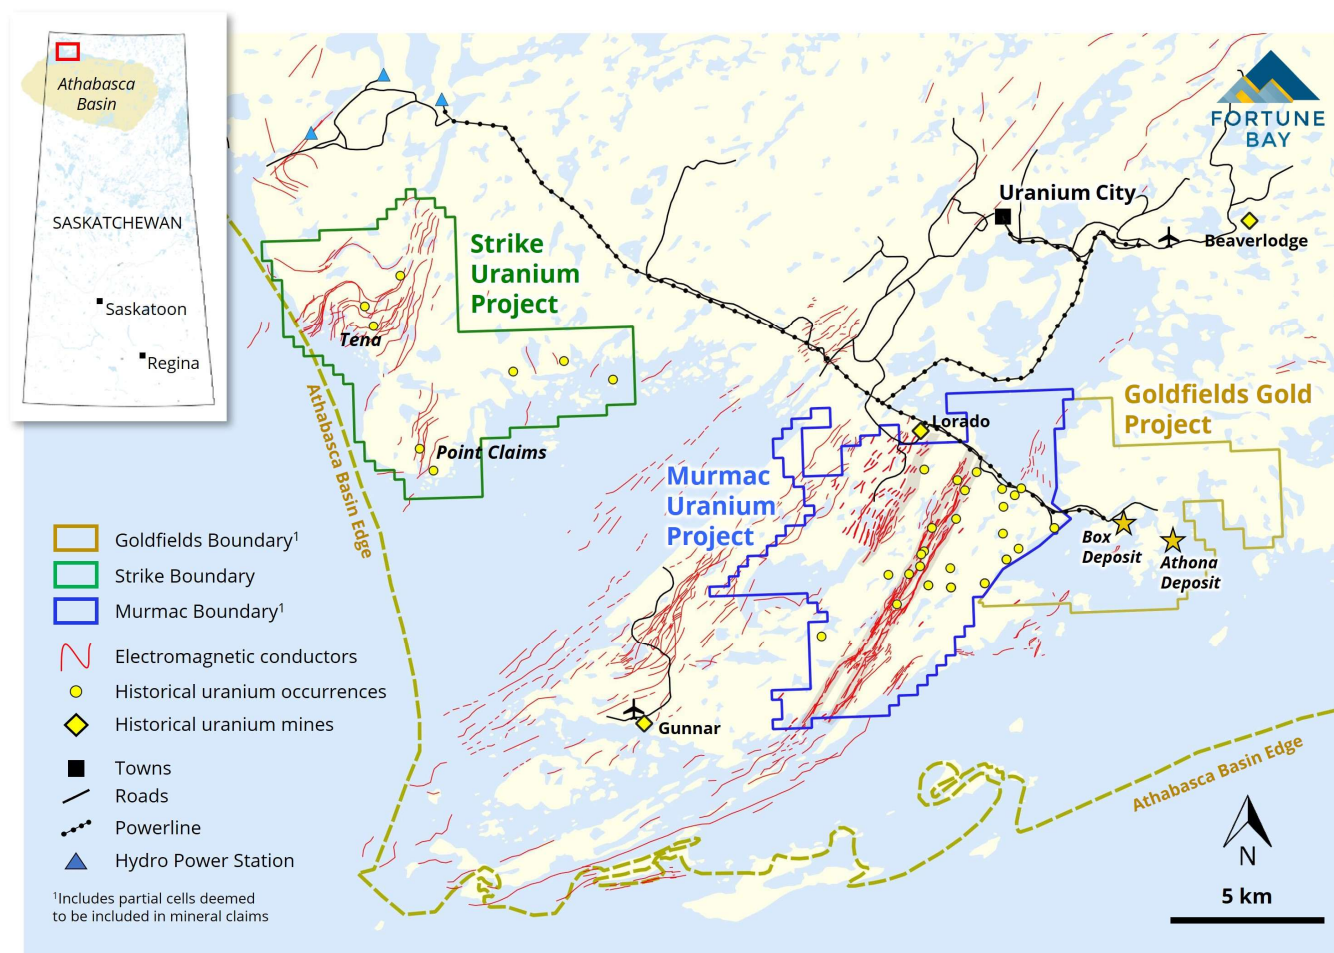 Athabasca
Basin
SASKATCHEWAN
Saskatoon
Regina
FORTUNE
BAY
Uranium City
Beaverlodge
Strike
Uranium
Project
Tena
Point Claims
Athabasca Basin Edge
Lorado
Goldfields Gold
Project
Murmac
Uranium
Project
Box
Deposit
Athona
Deposit
Gunnar
Athabasca Basin Edge
Goldfields Boundary¹
Strike Boundary
Murmac Boundary¹
Electromagnetic conductors
Historical uranium occurrences
Historical uranium mines
Towns
Roads
Powerline
Hydro Power Station
¹Includes partial cells deemed
to be included in mineral claims
N
5 km